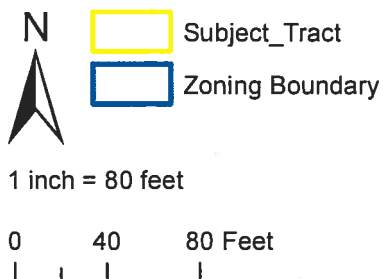 N
Subject_Tract
Zoning Boundary
1 inch = 80 feet
0 40 80 Feet